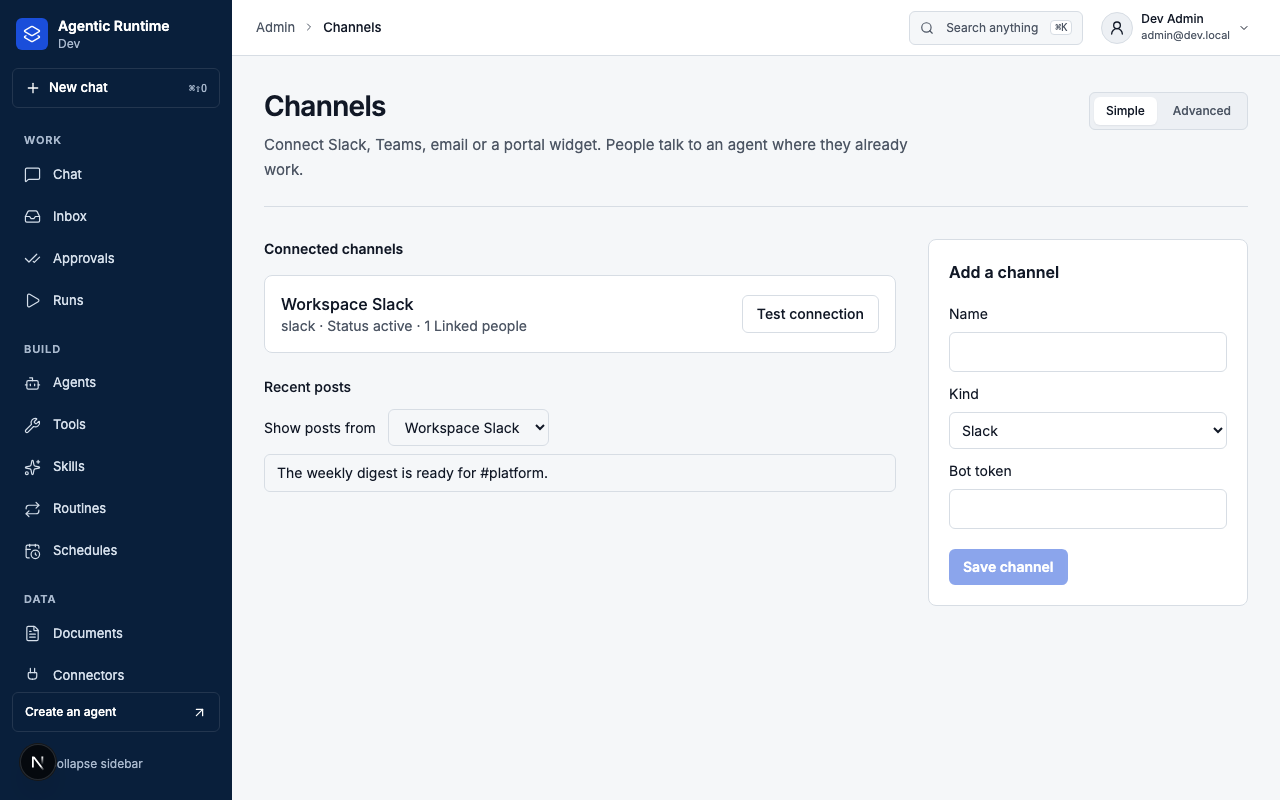 Agentic Runtime
Dev
New chat ⌘⇧O
WORK
Chat
Inbox
Approvals
Runs
BUILD
Agents
Tools
Skills
Routines
Schedules
DATA
Documents
Connectors
Create an agent
N
ollapse sidebar
Admin
Channels
Search anything ⌘K
Dev Admin
admin@dev.local
Channels
Connect Slack, Teams, email or a portal widget. People talk to an agent where they already
work.
Simple
Advanced
Connected channels
Workspace Slack
slack · Status active · 1 Linked people
Test connection
Recent posts
Show posts from Workspace Slack
The weekly digest is ready for #platform.
Add a channel
Name
Kind
Slack
Bot token
Save channel